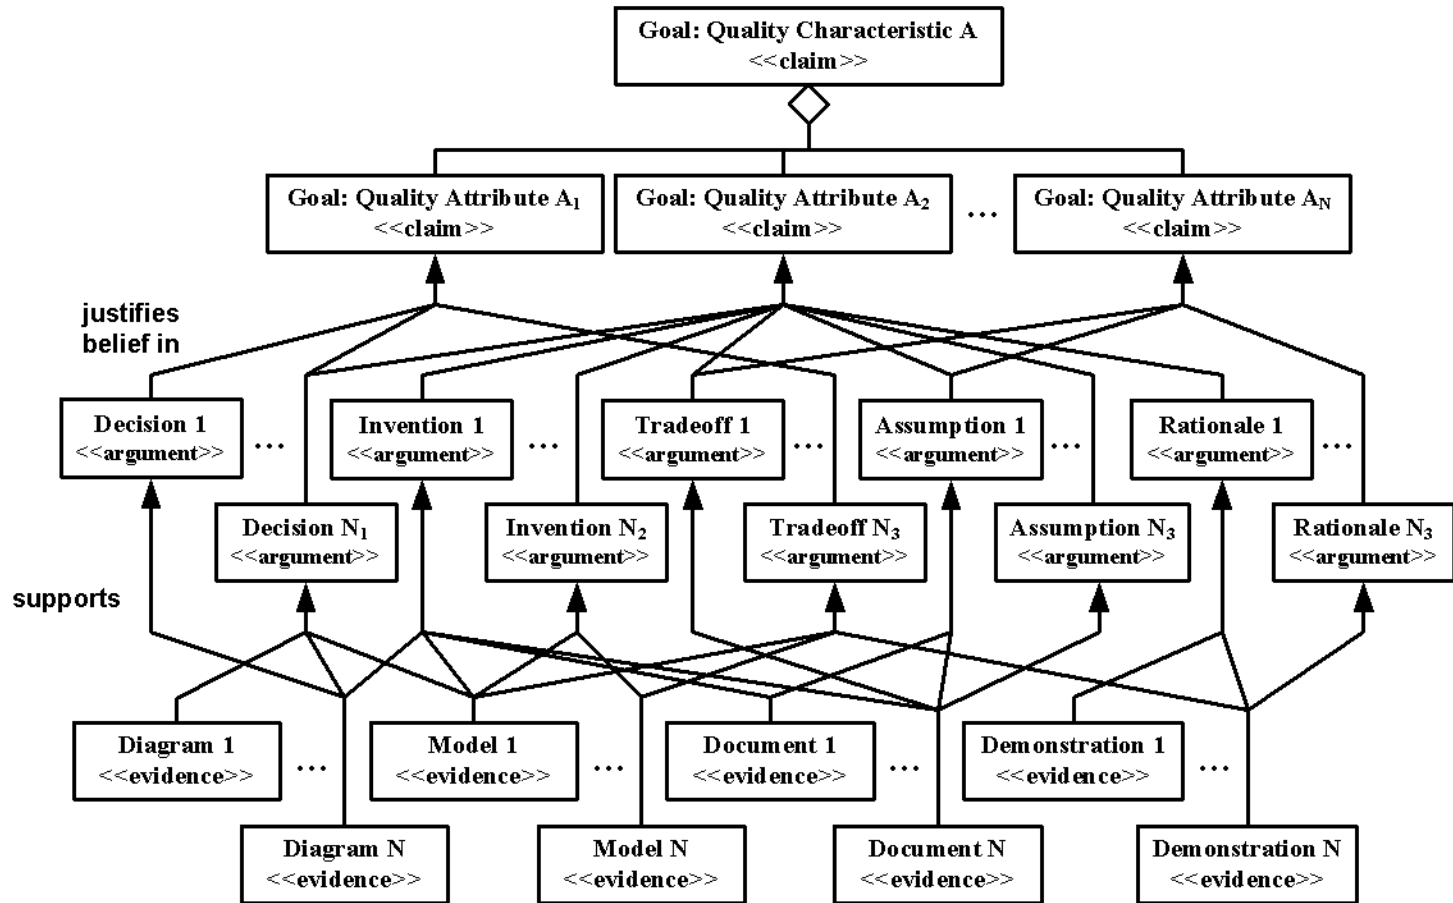 Goal: Quality Characteristic A
<<claim>>
Goal: Quality Attribute A₁
<<claim>>
Goal: Quality Attribute A₂
<<claim>>
...
Goal: Quality Attribute Aₙ
<<claim>>
justifies
belief in
Decision 1
<<argument>>
...
Invention 1
<<argument>>
...
Tradeoff 1
<<argument>>
...
Assumption 1
<<argument>>
...
Rationale 1
<<argument>>
...
Decision N₁
<<argument>>
Invention N₂
<<argument>>
Tradeoff N₃
<<argument>>
Assumption N₃
<<argument>>
Rationale N₃
<<argument>>
supports
Diagram 1
<<evidence>>
...
Model 1
<<evidence>>
...
Document 1
<<evidence>>
...
Demonstration 1
<<evidence>>
...
Diagram N
<<evidence>>
Model N
<<evidence>>
Document N
<<evidence>>
Demonstration N
<<evidence>>